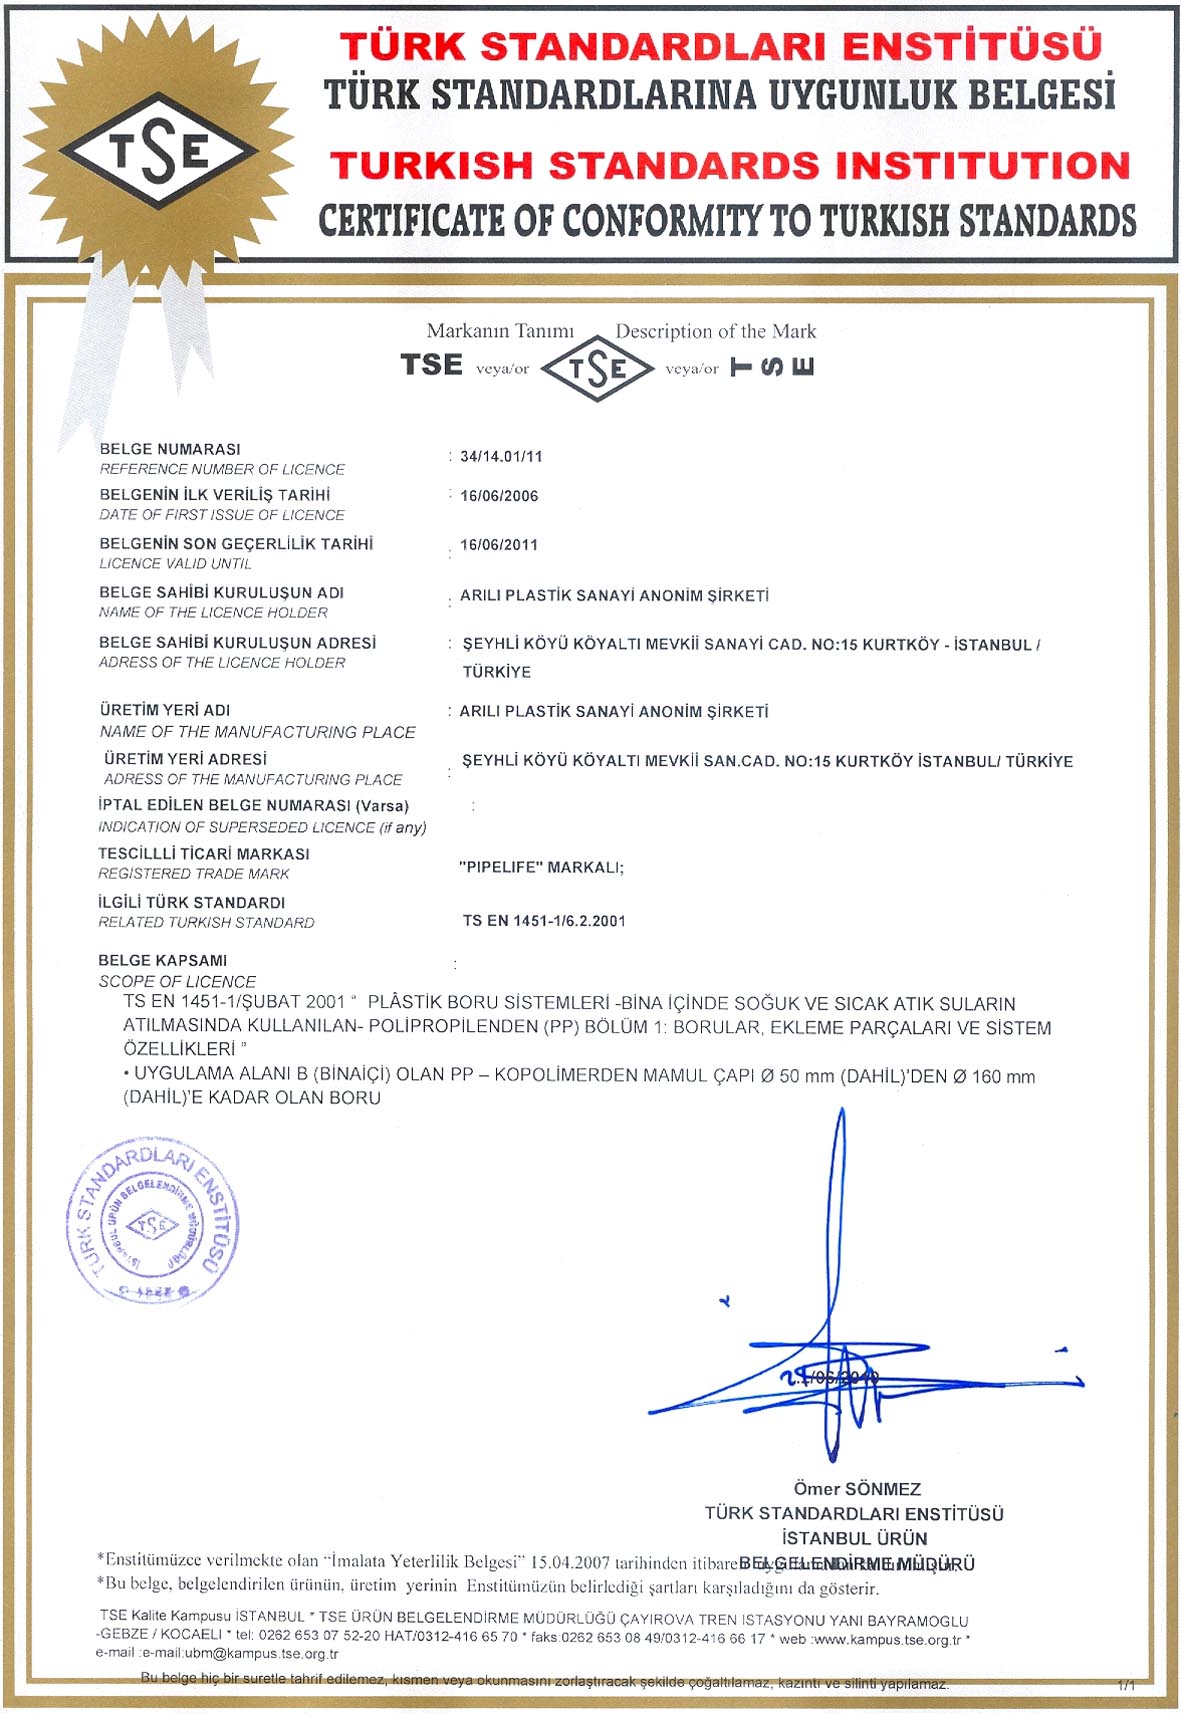 TÜRK STANDARDLARI ENSTİTÜSÜ
TÜRK STANDARDLARINA UYGUNLUK BELGESİ
TSE
TURKISH STANDARDS INSTITUTION
CERTIFICATE OF CONFORMITY TO TURKISH STANDARDS
Markanın Tanımı Description of the Mark
TSE veya/or TSE veya/or TSE
BELGE NUMARASI
REFERENCE NUMBER OF LICENCE : 34/14.01/11
BELGENİN İLK VERİLİŞ TARİHİ : 16/06/2006
DATE OF FIRST ISSUE OF LICENCE
BELGENİN SON GEÇERLİLİK TARİHİ : 16/06/2011
LICENCE VALID UNTIL
BELGE SAHİBİ KURULUŞUN ADI : ARILI PLASTİK SANAYİ ANONİM ŞİRKETİ
NAME OF THE LICENCE HOLDER
BELGE SAHİBİ KURULUŞUN ADRESİ : ŞEYHLİ KÖYÜ KÖYALTI MEVKİİ SANAYİ CAD. NO:15 KURTKÖY - İSTANBUL /
ADRESS OF THE LICENCE HOLDER TÜRKİYE
ÜRETİM YERİ ADI : ARILI PLASTİK SANAYİ ANONİM ŞİRKETİ
NAME OF THE MANUFACTURING PLACE
ÜRETİM YERİ ADRESİ : ŞEYHLİ KÖYÜ KÖYALTI MEVKİİ SAN.CAD. NO:15 KURTKÖY İSTANBUL/ TÜRKİYE
ADRESS OF THE MANUFACTURING PLACE
İPTAL EDİLEN BELGE NUMARASI (Varsa) :
INDICATION OF SUPERSEDED LICENCE (if any)
TESCİLLLİ TİCARİ MARKASI "PIPELIFE" MARKALI;
REGISTERED TRADE MARK
İLGİLİ TÜRK STANDARDI TS EN 1451-1/6.2.2001
RELATED TURKISH STANDARD
BELGE KAPSAMI :
SCOPE OF LICENCE
TS EN 1451-1/ŞUBAT 2001 “ PLÂSTİK BORU SİSTEMLERİ -BİNA İÇİNDE SOĞUK VE SICAK ATIK SULARIN
ATILMASINDA KULLANILAN- POLİPROPİLENDEN (PP) BÖLÜM 1: BORULAR, EKLEME PARÇALARI VE SİSTEM
ÖZELLİKLERİ ”
• UYGULAMA ALANI B (BİNAİÇİ) OLAN PP – KOPOLİMERDEN MAMUL ÇAPI Ø 50 mm (DAHİL)'DEN Ø 160 mm
(DAHİL)'E KADAR OLAN BORU
TÜRK STANDARDLARI ENSTİTÜSÜ
İSTANBUL ÜRÜN BELGELENDİRME MÜDÜRLÜĞÜ
TSE
/06/2010
Ömer SÖNMEZ
TÜRK STANDARDLARI ENSTİTÜSÜ
İSTANBUL ÜRÜN
BELGELENDİRME MÜDÜRÜ
*Enstitümüzce verilmekte olan “İmalata Yeterlilik Belgesi” 15.04.2007 tarihinden itibaren
*Bu belge, belgelendirilen ürünün, üretim yerinin Enstitümüzün belirlediği şartları karşıladığını da gösterir.
TSE Kalite Kampusu İSTANBUL * TSE ÜRÜN BELGELENDİRME MÜDÜRLÜĞÜ ÇAYIROVA TREN ISTASYONU YANI BAYRAMOGLU
-GEBZE / KOCAELI * tel: 0262 653 07 52-20 HAT/0312-416 65 70 * faks:0262 653 08 49/0312-416 66 17 * web :www.kampus.tse.org.tr *
e-mail :e-mail:ubm@kampus.tse.org.tr
Bu belge hiç bir suretle tahrif edilemez, kısmen veya okunmasını zorlaştıracak şekilde çoğaltılamaz, kazıntı ve silinti yapılamaz. 1/1